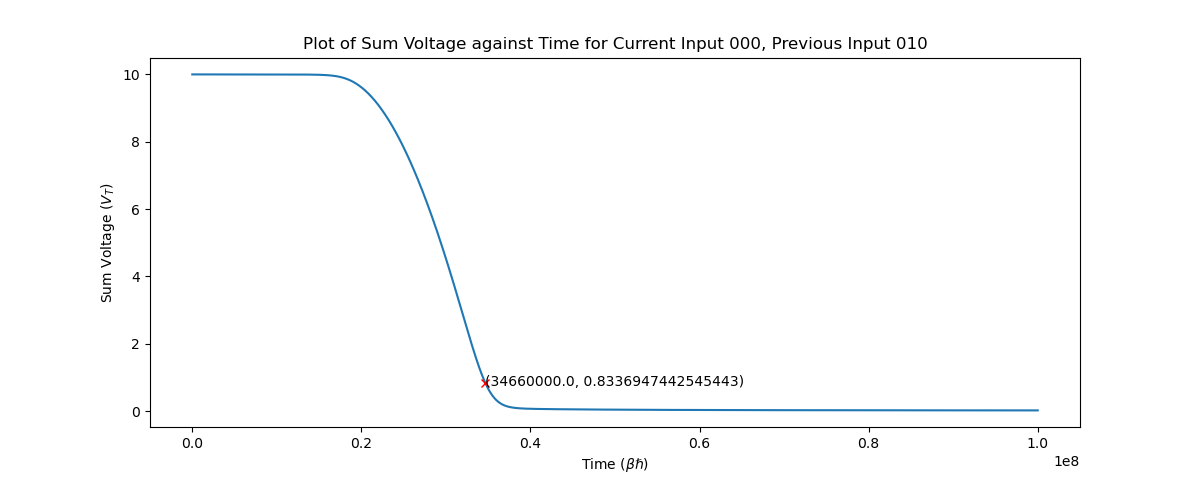 Plot of Sum Voltage against Time for Current Input 000, Previous Input 010
10
8
6
4
2
0
Sum Voltage (V_T)
(34660000.0, 0.8336947442545443)
0.0 0.2 0.4 0.6 0.8 1.0
1e8
Time (βℏ)